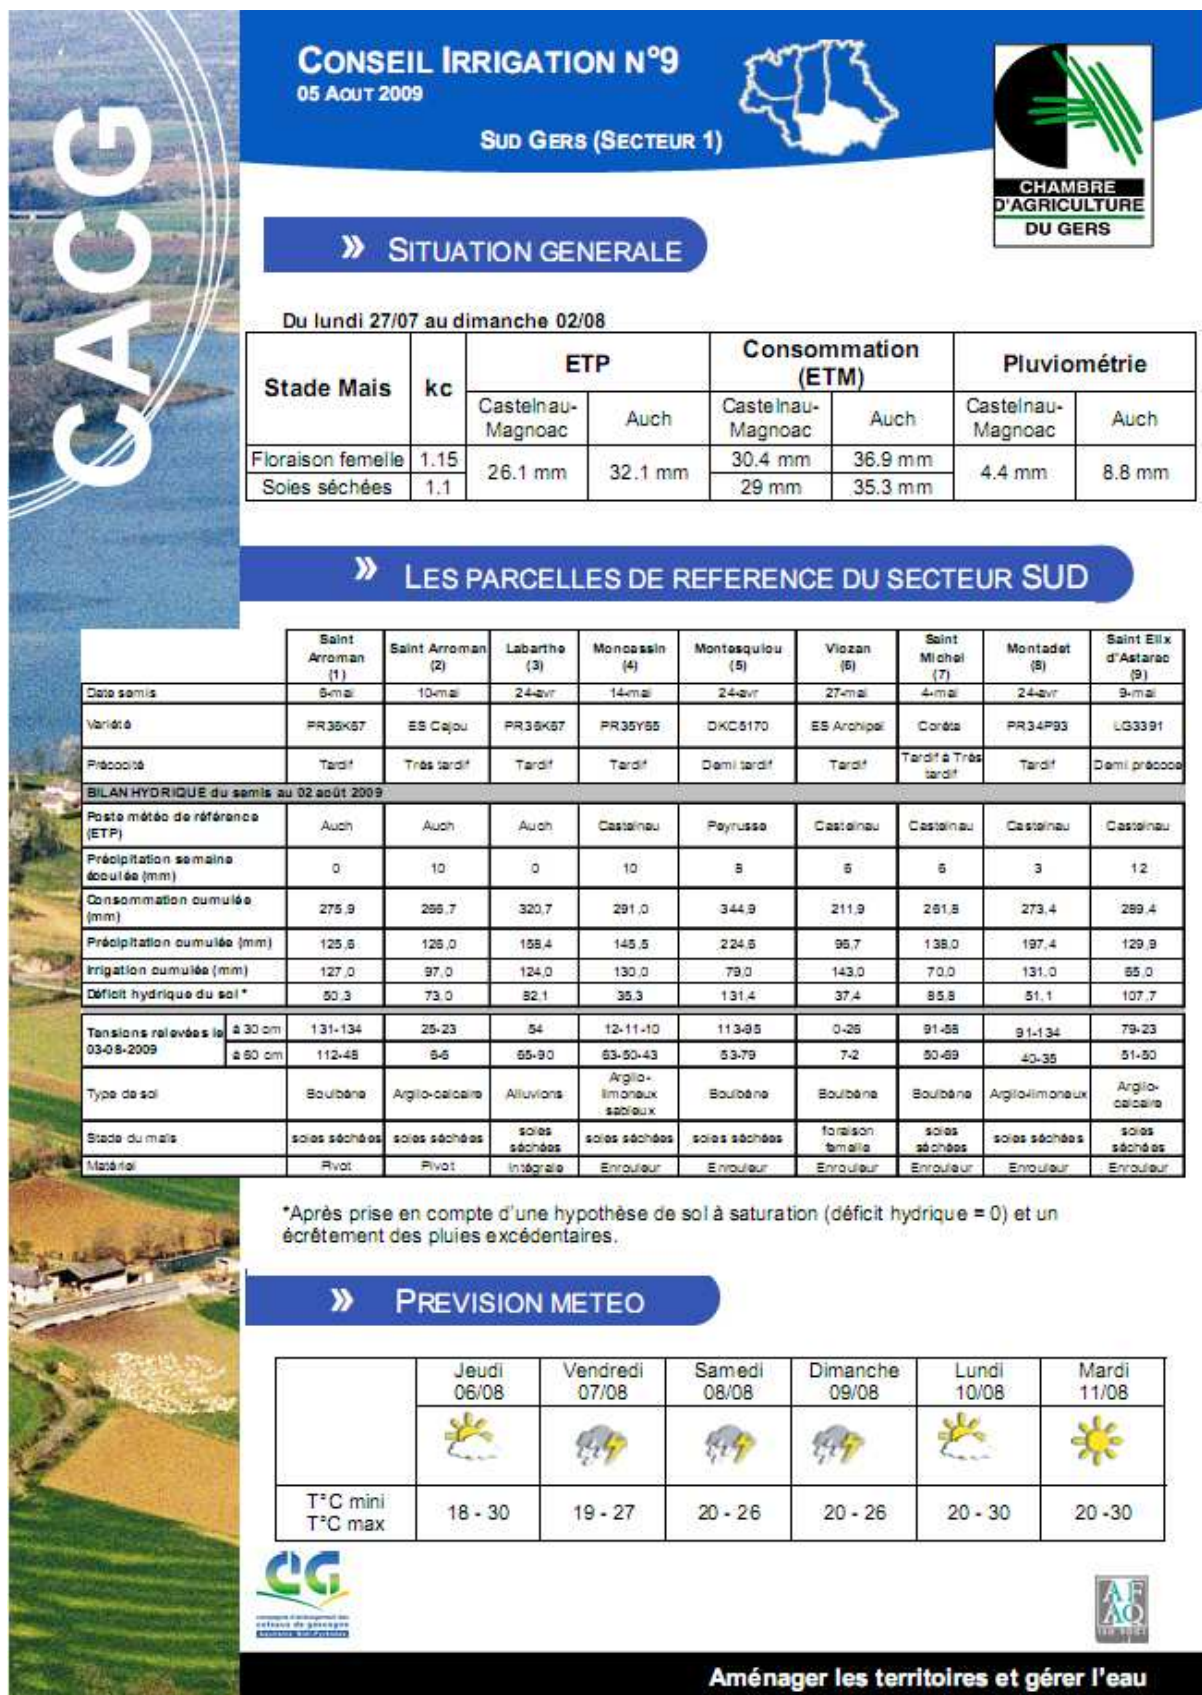 CACG
CONSEIL IRRIGATION N°9
05 AOUT 2009
SUD GERS (SECTEUR 1)
CHAMBRE
D'AGRICULTURE
DU GERS
» SITUATION GENERALE
Du lundi 27/07 au dimanche 02/08
Stade Mais kc ETP Consommation (ETM) Pluviométrie
Castelnau-Magnoac Auch Castelnau-Magnoac Auch Castelnau-Magnoac Auch
Floraison femelle 1.15 26.1 mm 32.1 mm 30.4 mm 36.9 mm 4.4 mm 8.8 mm
Soies séchées 1.1 29 mm 35.3 mm
» LES PARCELLES DE REFERENCE DU SECTEUR SUD
Saint Arroman (1) Saint Arroman (2) Labarthe (3) Moncassin (4) Montesquiou (5) Viozan (6) Saint Michel (7) Montadet (8) Saint Elix d'Astarac (9)
Date semis 6-mai 10-mai 24-avr 14-mai 24-avr 27-mai 4-mai 24-avr 9-mai
Variété ES Cajou PR35Y65 DKC5170 ES Archipel Coréta PR34P93 LG3391
Précocité Tardif Très tardif Tardif Tardif Demi tardif Tardif Tardif à Très tardif Tardif Demi précoce
BILAN HYDRIQUE du semis au 02 août 2009
Poste météo de référence (ETP) Auch Auch Auch Castelnau Peyrusse Castelnau Castelnau Castelnau Castelnau
Précipitation semaine écoulée (mm) 0 10 0 10 8 6 6 3 12
Consommation cumulée (mm) 275,9 266,7 320,7 291,0 344,9 211,9 261,8 273,4 289,4
Précipitation cumulée (mm) 125,6 126,0 158,4 145,5 224,6 96,7 138,0 197,4 129,9
Irrigation cumulée (mm) 127,0 97,0 124,0 130,0 79,0 143,0 70,0 131,0 65,0
Déficit hydrique du sol * 50,3 73,0 82,1 35,3 131,4 37,4 85,8 51,1 107,7
Tensions relevées le 03-08-2009 à 30 cm 131-134 25-23 54 12-11-10 113-95 0-26 91-58 91-134 79-23
à 60 cm 112-48 6-6 65-90 63-50-43 53-79 7-2 50-69 40-35 51-50
Type de sol Boulbène Argilo-calcaire Alluvions Argilo-limoneux sableux Boulbène Boulbène Boulbène Argilo-limoneux Argilo-calcaire
Stade du maïs soies séchées soies séchées soies séchées soies séchées soies séchées foraison femelle soies séchées soies séchées soies séchées
Matériel Pivot Pivot Intégrale Enrouleur Enrouleur Enrouleur Enrouleur Enrouleur Enrouleur
*Après prise en compte d'une hypothèse de sol à saturation (déficit hydrique = 0) et un
écrêtement des pluies excédentaires.
» PREVISION METEO
Jeudi 06/08 Vendredi 07/08 Samedi 08/08 Dimanche 09/08 Lundi 10/08 Mardi 11/08
T°C mini T°C max 18 - 30 19 - 27 20 - 26 20 - 26 20 - 30 20 -30
CG
AFAQ
Aménager les territoires et gérer l'eau